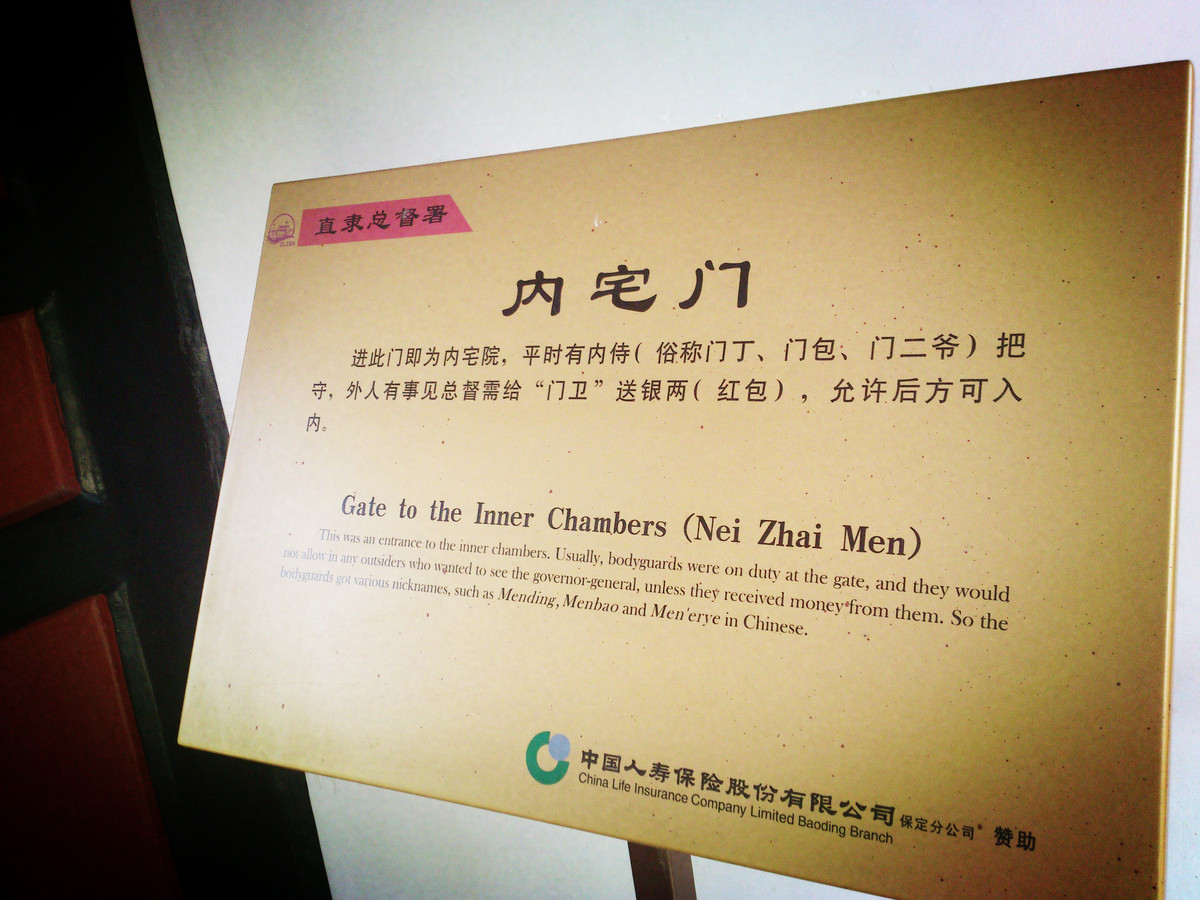 直隶总督署
内宅门
进此门即为内宅院，平时有内侍（俗称门丁、门包、门二爷）把
守，外人有事见总督需给“门卫”送银两（红包），允许后方可入
内。
Gate to the Inner Chambers (Nei Zhai Men)
This was an entrance to the inner chambers. Usually, bodyguards were on duty at the gate, and they would
not allow in any outsiders who wanted to see the governor-general, unless they received money from them. So the
bodyguards got various nicknames, such as Mending, Menbao and Men'erye in Chinese.
中国人寿保险股份有限公司 保定分公司 赞助
China Life Insurance Company Limited Baoding Branch